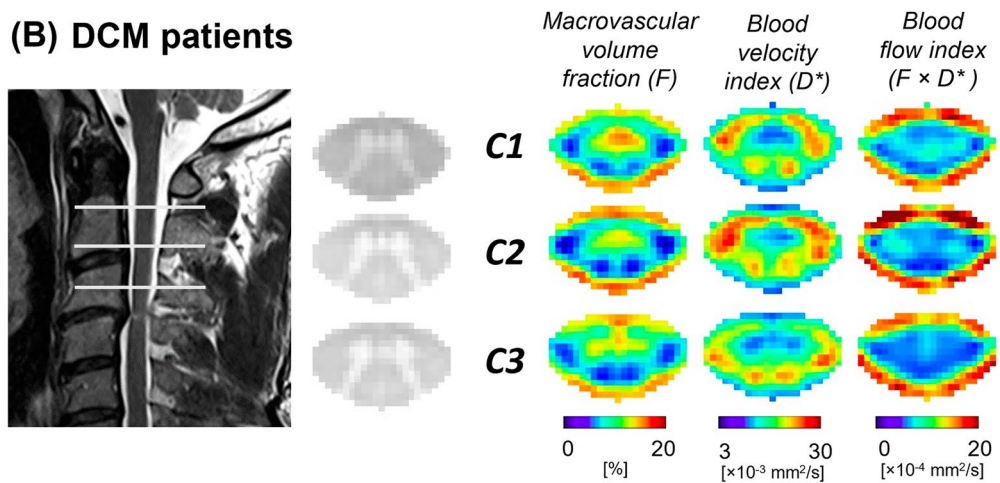 (B) DCM patients
Macrovascular
volume
fraction (F)
Blood
velocity
index (D*)
Blood
flow index
(F × D* )
C1
C2
C3
0 20
[%]
3 30
[×10-3 mm²/s]
0 20
[×10-4 mm²/s]